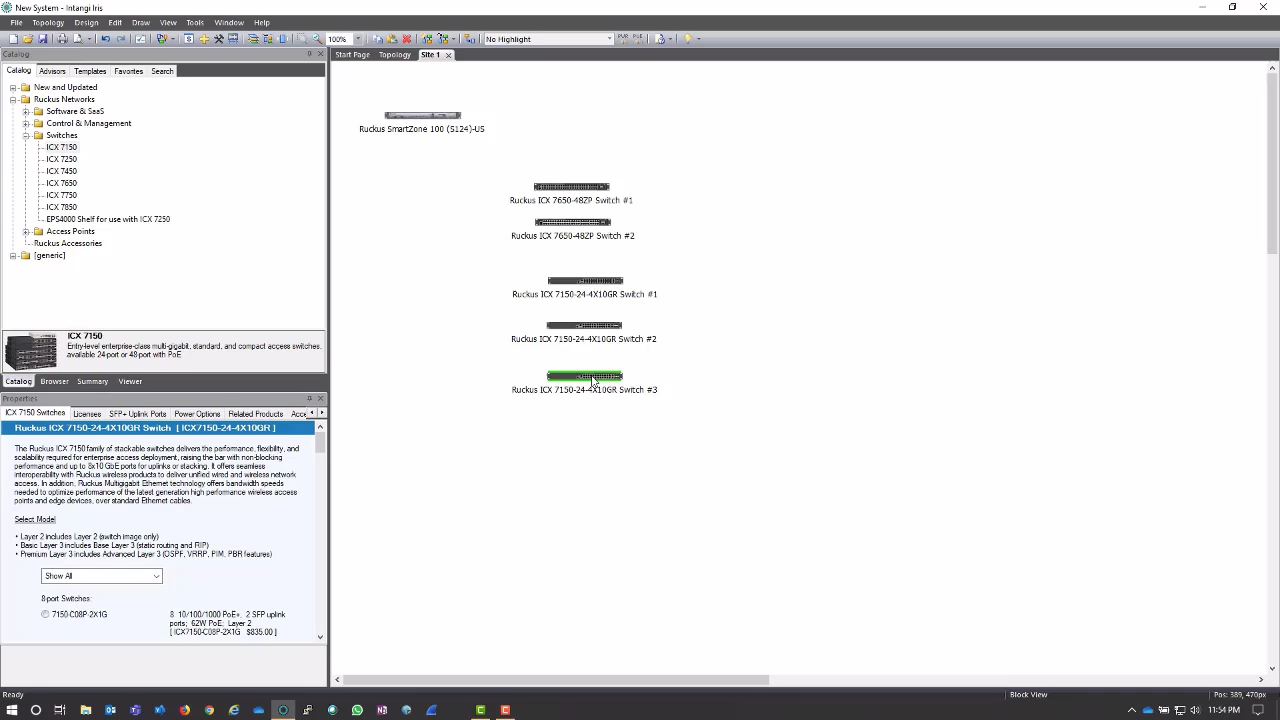 New System - Intangi Iris
File Topology Design Edit Draw View Tools Window Help
100% No Highlight
Catalog
Start Page Topology Site 1
Catalog Advisors Templates Favorites Search
New and Updated
Ruckus Networks
Software & SaaS
Control & Management
Switches
ICX 7150
ICX 7250
ICX 7450
ICX 7650
ICX 7750
ICX 7850
EPS4000 Shelf for use with ICX 7250
Access Points
Ruckus Accessories
[generic]
ICX 7150
Entry-level enterprise-class multi-gigabit, standard, and compact access switches, available 24-port or 48-port with PoE
Catalog Browser Summary Viewer
Properties
ICX 7150 Switches Licenses SFP+ Uplink Ports Power Options Related Products Acce
Ruckus ICX 7150-24-4X10GR Switch [ ICX7150-24-4X10GR ]
The Ruckus ICX 7150 family of stackable switches delivers the performance, flexibility, and
scalability required for enterprise access deployment, raising the bar with non-blocking
performance and up to 8x10 GbE ports for uplinks or stacking. It offers seamless
interoperability with Ruckus wireless products to deliver unified wired and wireless network
access. In addition, Ruckus Multigigabit Ethernet technology offers bandwidth speeds
needed to optimize performance of the latest generation high performance wireless access
points and edge devices, over standard Ethernet cables.
Select Model
• Layer 2 includes Layer 2 (switch image only)
• Basic Layer 3 includes Base Layer 3 (static routing and RIP)
• Premium Layer 3 includes Advanced Layer 3 (OSPF, VRRP, PIM, PBR features)
Show All
8-port Switches:
7150-C08P-2X1G
8 10/100/1000 PoE+, 2 SFP uplink
ports; 62W PoE; Layer 2
[ ICX7150-C08P-2X1G $835.00 ]
Ruckus SmartZone 100 (S124)-US
Ruckus ICX 7650-48ZP Switch #1
Ruckus ICX 7650-48ZP Switch #2
Ruckus ICX 7150-24-4X10GR Switch #1
Ruckus ICX 7150-24-4X10GR Switch #2
Ruckus ICX 7150-24-4X10GR Switch #3
Ready
Block View
Pos: 389, 470px
11:54 PM